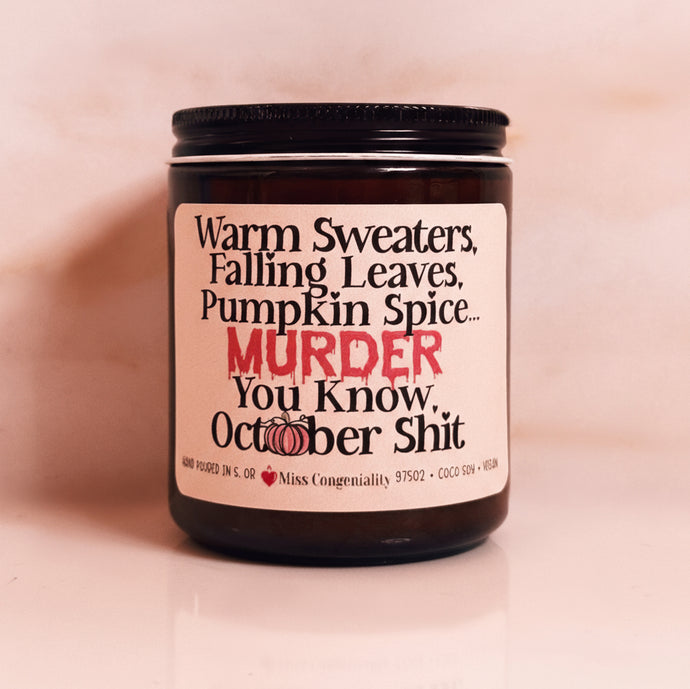 Warm Sweaters,
Falling Leaves,
Pumpkin Spice...
MURDER
You Know,
October Shit
HAND POURED IN S. OR Miss Congeniality 97502 • COCO SOY • VEGAN